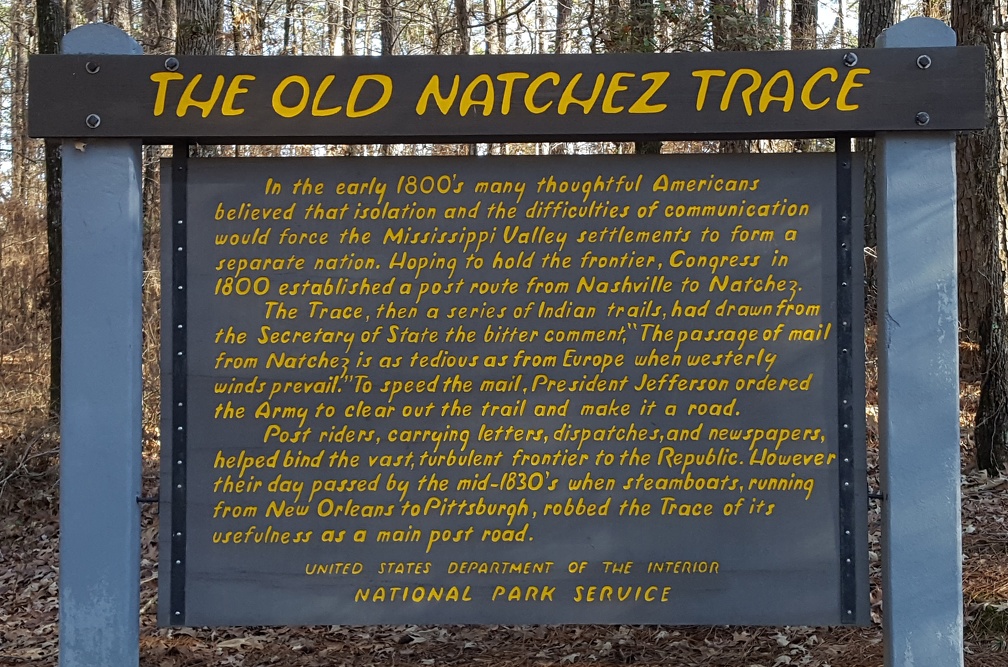 THE OLD NATCHEZ TRACE
In the early 1800's many thoughtful Americans
believed that isolation and the difficulties of communication
would force the Mississippi Valley settlements to form a
separate nation. Hoping to hold the frontier, Congress in
1800 established a post route from Nashville to Natchez.
The Trace, then a series of Indian trails, had drawn from
the Secretary of State the bitter comment, "The passage of mail
from Natchez is as tedious as from Europe when westerly
winds prevail." To speed the mail, President Jefferson ordered
the Army to clear out the trail and make it a road.
Post riders, carrying letters, dispatches, and newspapers,
helped bind the vast, turbulent frontier to the Republic. However
their day passed by the mid-1830's when steamboats, running
from New Orleans to Pittsburgh, robbed the Trace of its
usefulness as a main post road.
UNITED STATES DEPARTMENT OF THE INTERIOR
NATIONAL PARK SERVICE